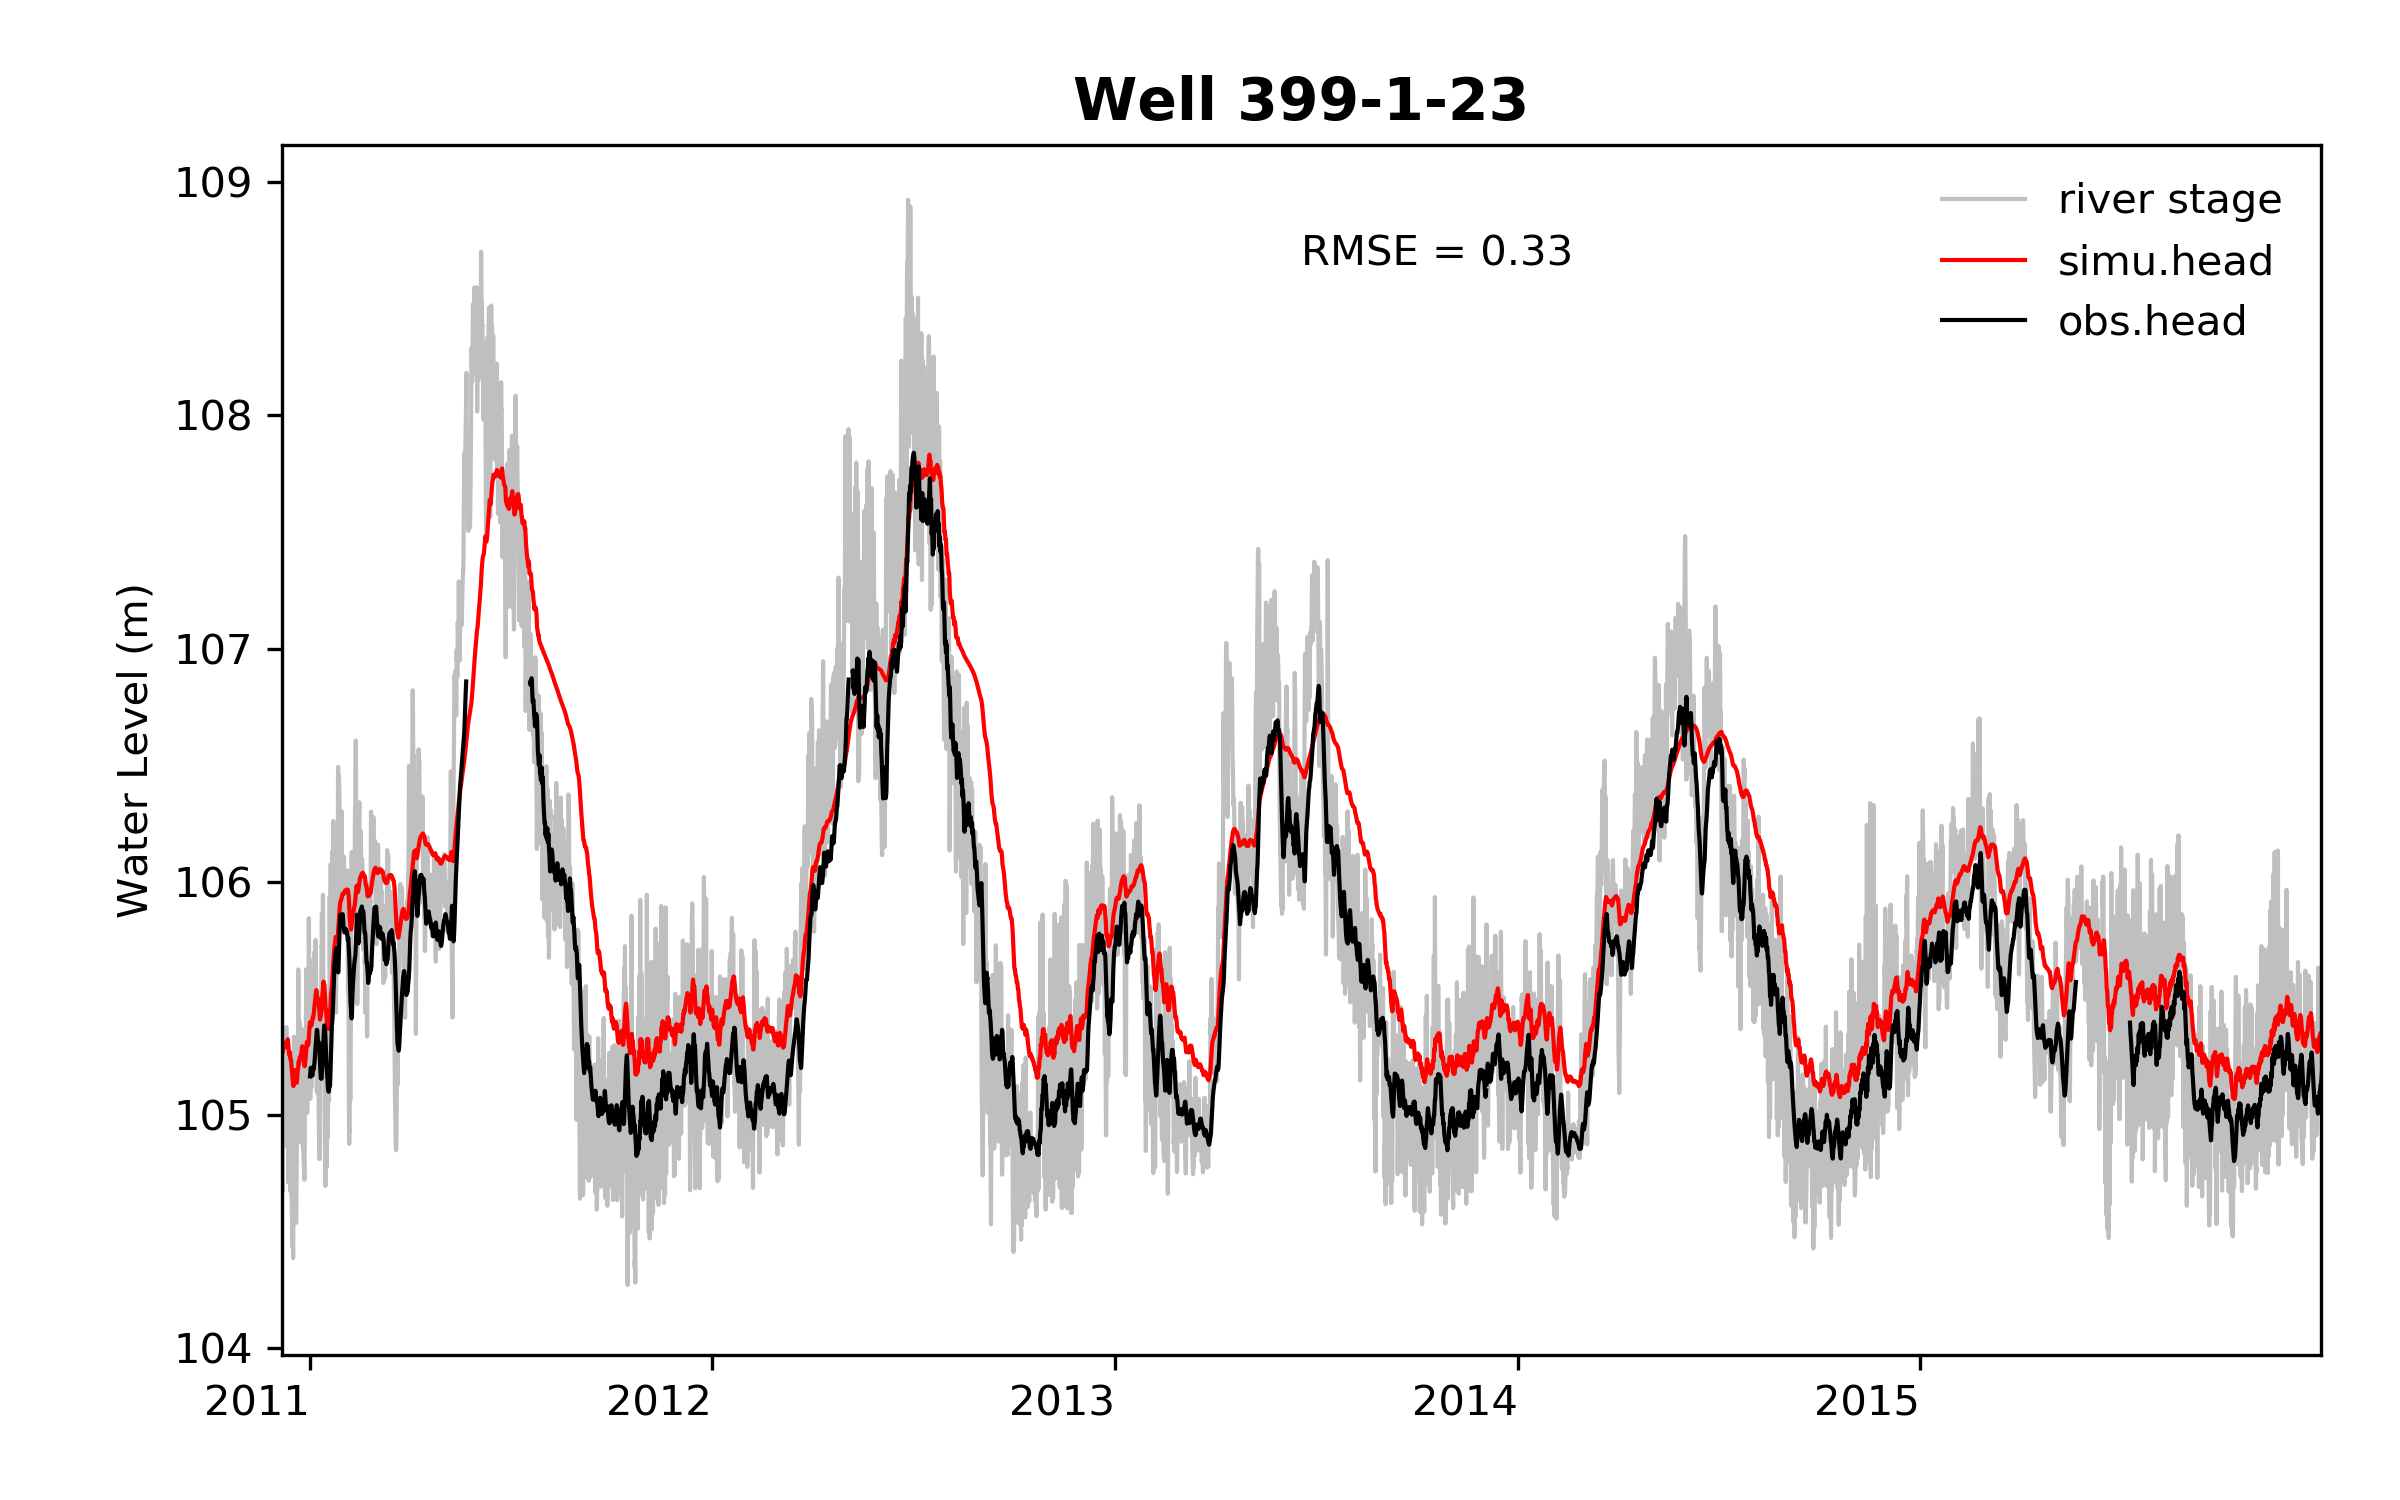 Well 399-1-23
109
108
107
106
105
104
Water Level (m)
RMSE = 0.33
river stage
simu.head
obs.head
2011
2012
2013
2014
2015